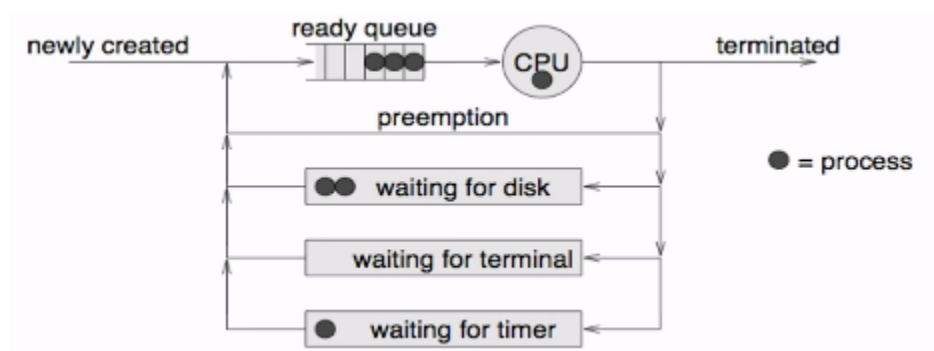 ready queue
newly created
CPU
terminated
preemption
= process
waiting for disk
waiting for terminal
waiting for timer